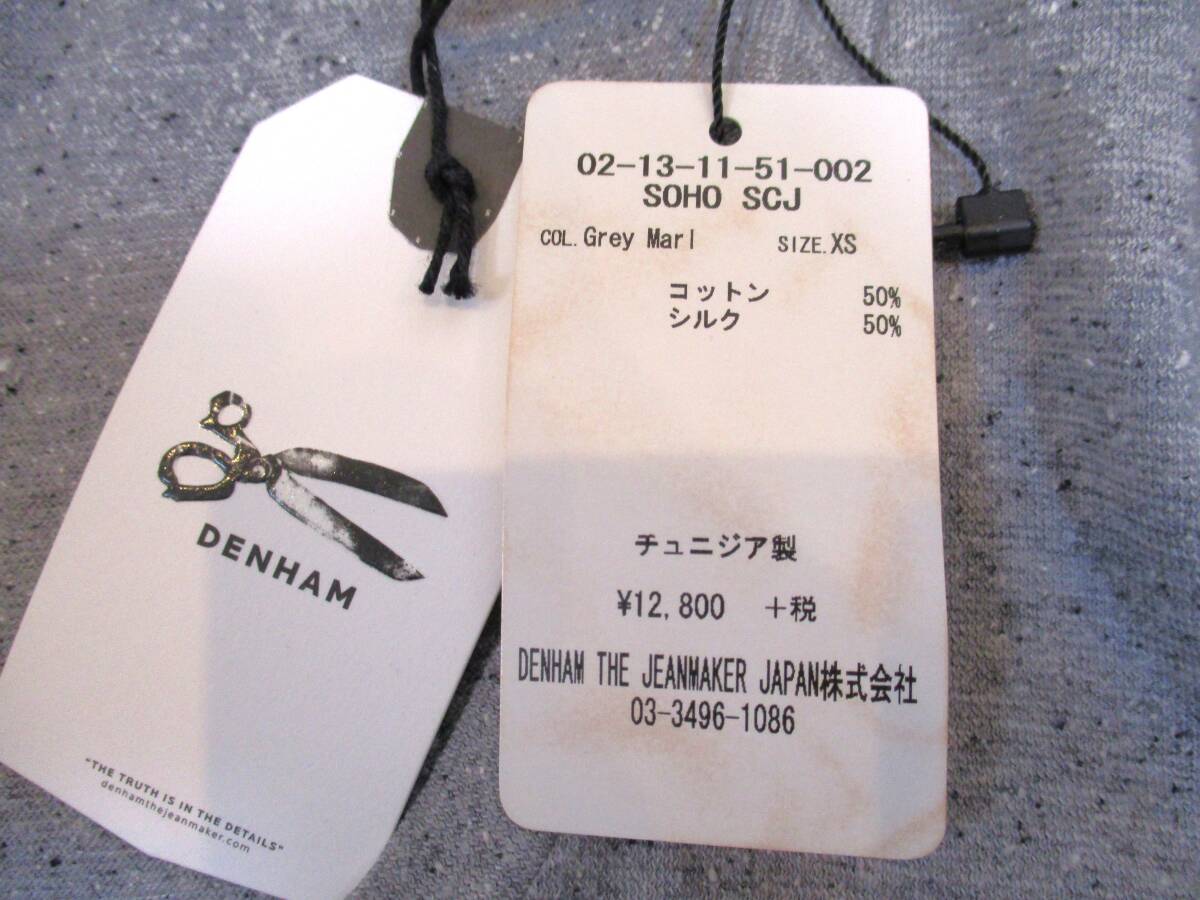 DENHAM
"THE TRUTH IS IN THE DETAILS"
denhamthejeanmaker.com
02-13-11-51-002
SOHO SCJ
COL. Grey Marl SIZE. XS
コットン 50%
シルク 50%
チュニジア製
¥12,800 +税
DENHAM THE JEANMAKER JAPAN株式会社
03-3496-1086